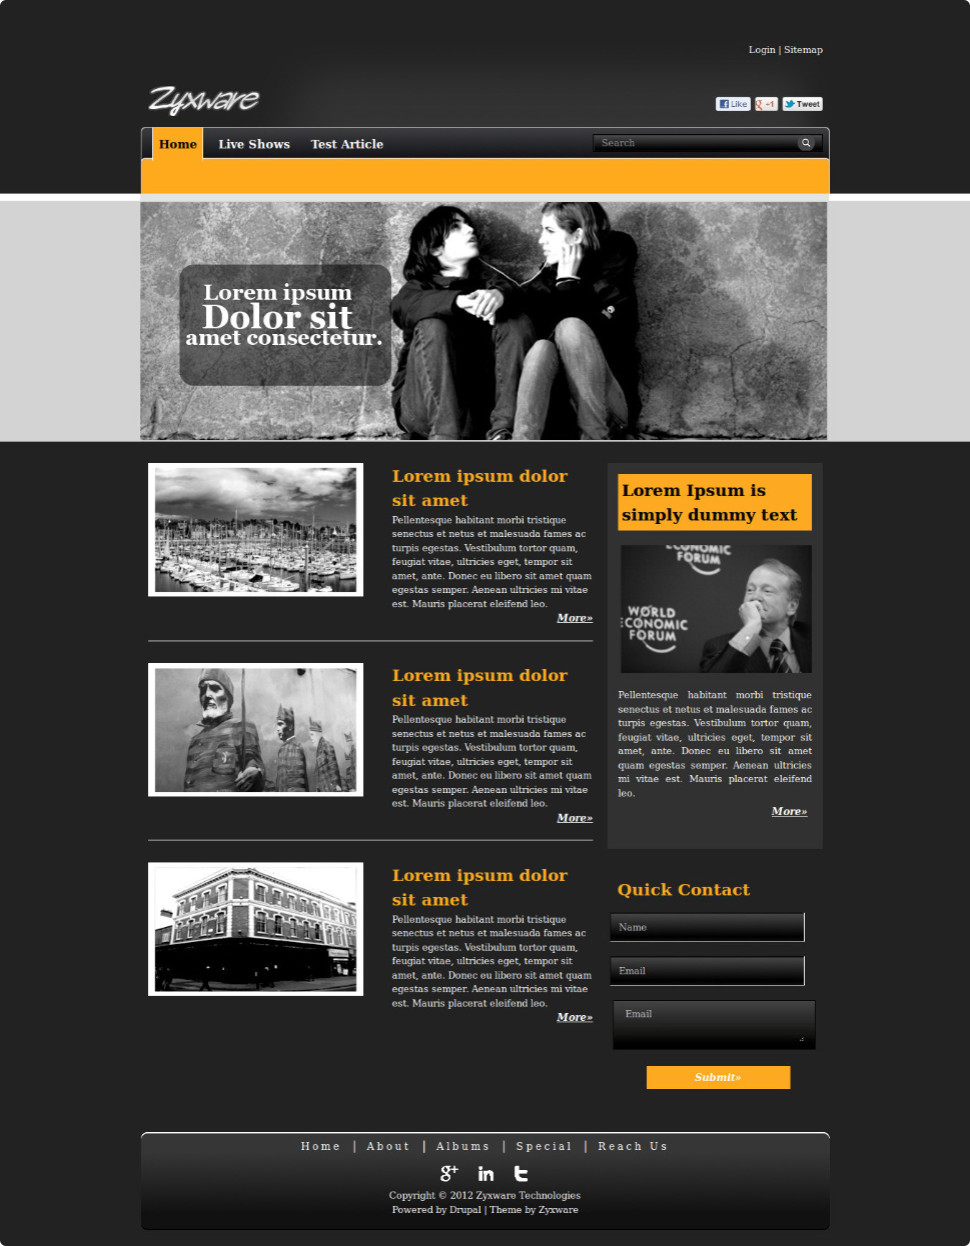 Login | Sitemap
Zyxware
Like
+1
Tweet
Home
Live Shows
Test Article
Search
Lorem ipsum
Dolor sit
amet consectetur.
Lorem ipsum dolor
sit amet
Pellentesque habitant morbi tristique
senectus et netus et malesuada fames ac
turpis egestas. Vestibulum tortor quam,
feugiat vitae, ultricies eget, tempor sit
amet, ante. Donec eu libero sit amet quam
egestas semper. Aenean ultricies mi vitae
est. Mauris placerat eleifend leo.
More»
Lorem ipsum dolor
sit amet
Pellentesque habitant morbi tristique
senectus et netus et malesuada fames ac
turpis egestas. Vestibulum tortor quam,
feugiat vitae, ultricies eget, tempor sit
amet, ante. Donec eu libero sit amet quam
egestas semper. Aenean ultricies mi vitae
est. Mauris placerat eleifend leo.
More»
Lorem ipsum dolor
sit amet
Pellentesque habitant morbi tristique
senectus et netus et malesuada fames ac
turpis egestas. Vestibulum tortor quam,
feugiat vitae, ultricies eget, tempor sit
amet, ante. Donec eu libero sit amet quam
egestas semper. Aenean ultricies mi vitae
est. Mauris placerat eleifend leo.
More»
Lorem Ipsum is
simply dummy text
CONOMIC
FORUM
WORLD
ECONOMIC
FORUM
Pellentesque habitant morbi tristique
senectus et netus et malesuada fames ac
turpis egestas. Vestibulum tortor quam,
feugiat vitae, ultricies eget, tempor sit
amet, ante. Donec eu libero sit amet
quam egestas semper. Aenean ultricies
mi vitae est. Mauris placerat eleifend
leo.
More»
Quick Contact
Name
Email
Email
Submit»
Home | About | Albums | Special | Reach Us
Copyright © 2012 Zyxware Technologies
Powered by Drupal | Theme by Zyxware